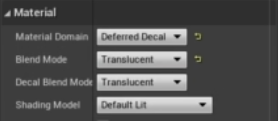 Material
Material Domain Deferred Decal
Blend Mode Translucent
Decal Blend Mode Translucent
Shading Model Default Lit